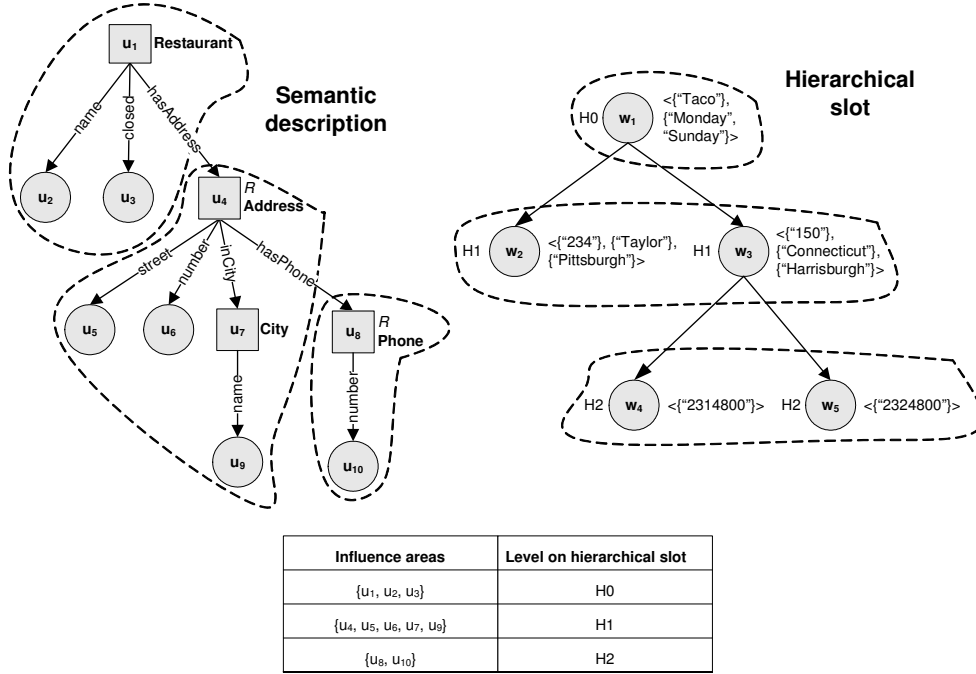 u1 Restaurant
name
closed
hasAddress
u2
u3
Semantic
description
R
u4 Address
street
number
inCity
hasPhone
u5
u6
u7 City
R
u8 Phone
name
number
u9
u10
Hierarchical
slot
H0 w1 <{“Taco”},
{“Monday”,
“Sunday”}>
H1 w2 <{“234”}, {“Taylor”},
{“Pittsburgh”}>
H1 w3 <{“150”},
{“Connecticut”},
{“Harrisburgh”}>
H2 w4 <{“2314800”}>
H2 w5 <{“2324800”}>
Influence areas Level on hierarchical slot
{u1, u2, u3} H0
{u4, u5, u6, u7, u9} H1
{u8, u10} H2